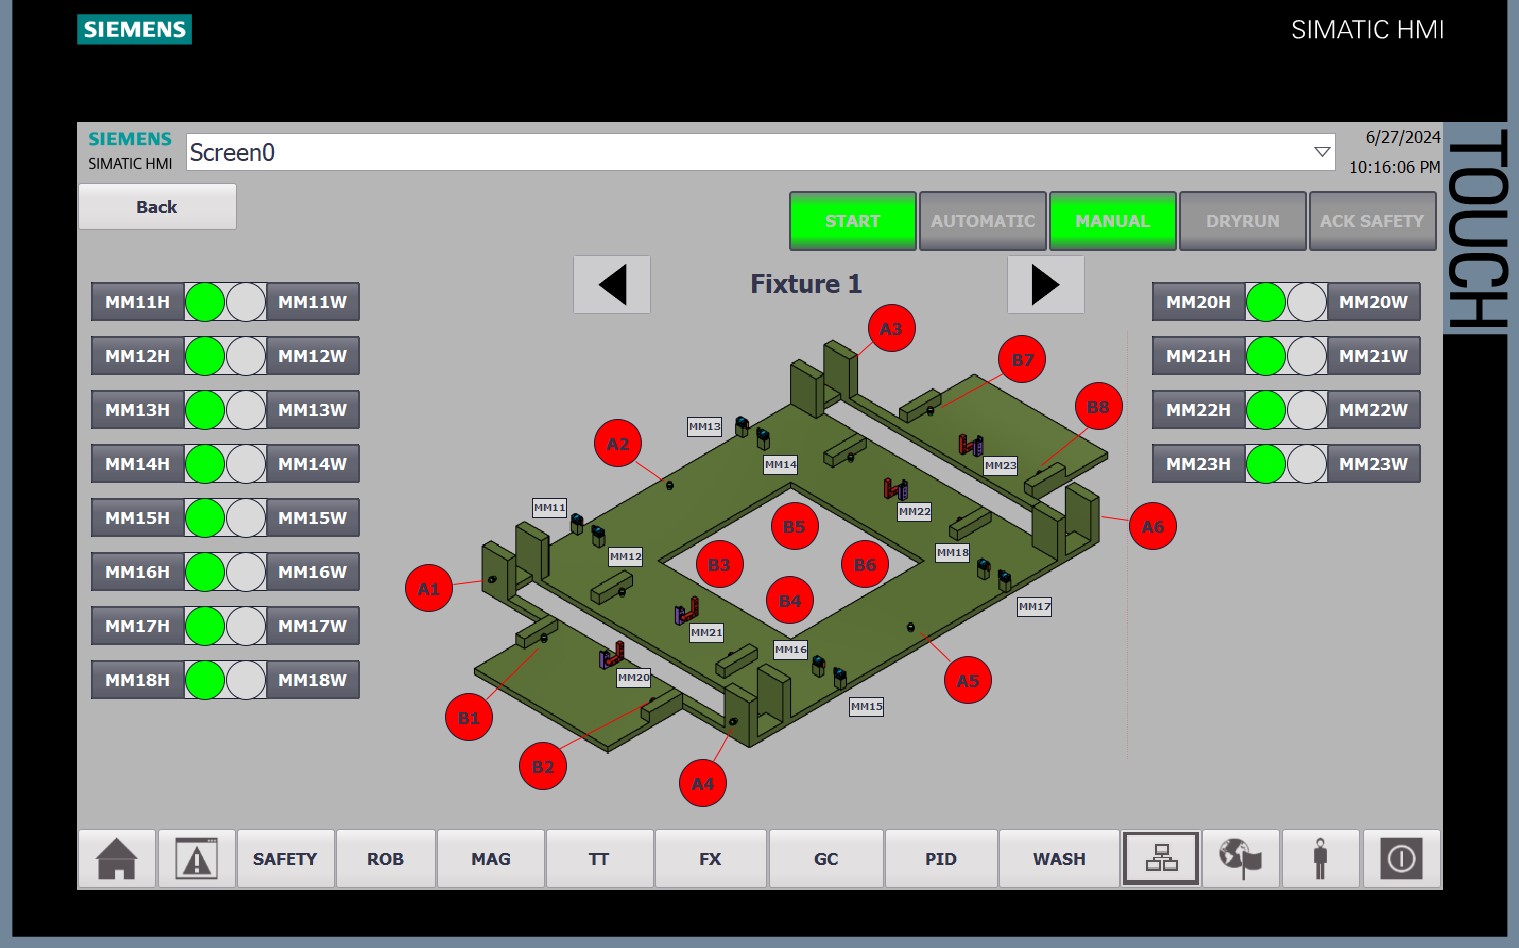 SIEMENS
SIMATIC HMI
TOUCH
SIEMENS
SIMATIC HMI
Screen0
6/27/2024
10:16:06 PM
Back
START
AUTOMATIC
MANUAL
DRYRUN
ACK SAFETY
Fixture 1
MM11H MM11W
MM12H MM12W
MM13H MM13W
MM14H MM14W
MM15H MM15W
MM16H MM16W
MM17H MM17W
MM18H MM18W
MM20H MM20W
MM21H MM21W
MM22H MM22W
MM23H MM23W
A3
B7
B8
MM13
A2
MM14
MM23
MM11
MM22
B5
A6
MM12
MM18
B3
B6
A1
B4
MM17
MM21
MM16
MM20
A5
MM15
B1
B2
A4
SAFETY
ROB
MAG
TT
FX
GC
PID
WASH